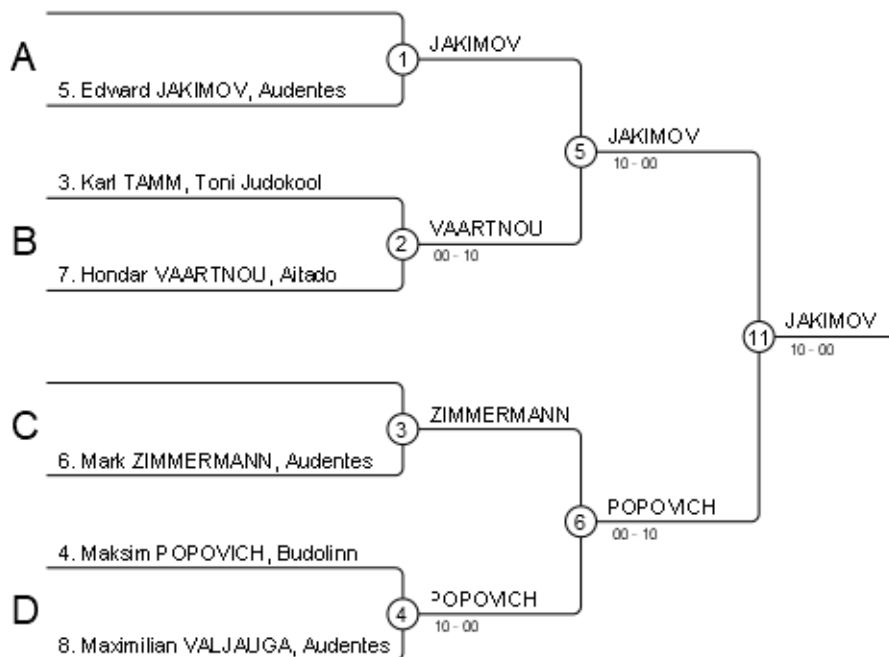 A
1
JAKIMOV
5. Edward JAKIMOV, Audentes
5
JAKIMOV
10 - 00
3. Karl TAMM, Toni Judokool
B
2
VAARTNOU
00 - 10
7. Hondar VAARTNOU, Aitado
11
JAKIMOV
10 - 00
C
3
ZIMMERMANN
6. Mark ZIMMERMANN, Audentes
6
POPOVICH
00 - 10
4. Maksim POPOVICH, Budolinn
D
4
POPOVICH
10 - 00
8. Maximilian VALJAUGA, Audentes